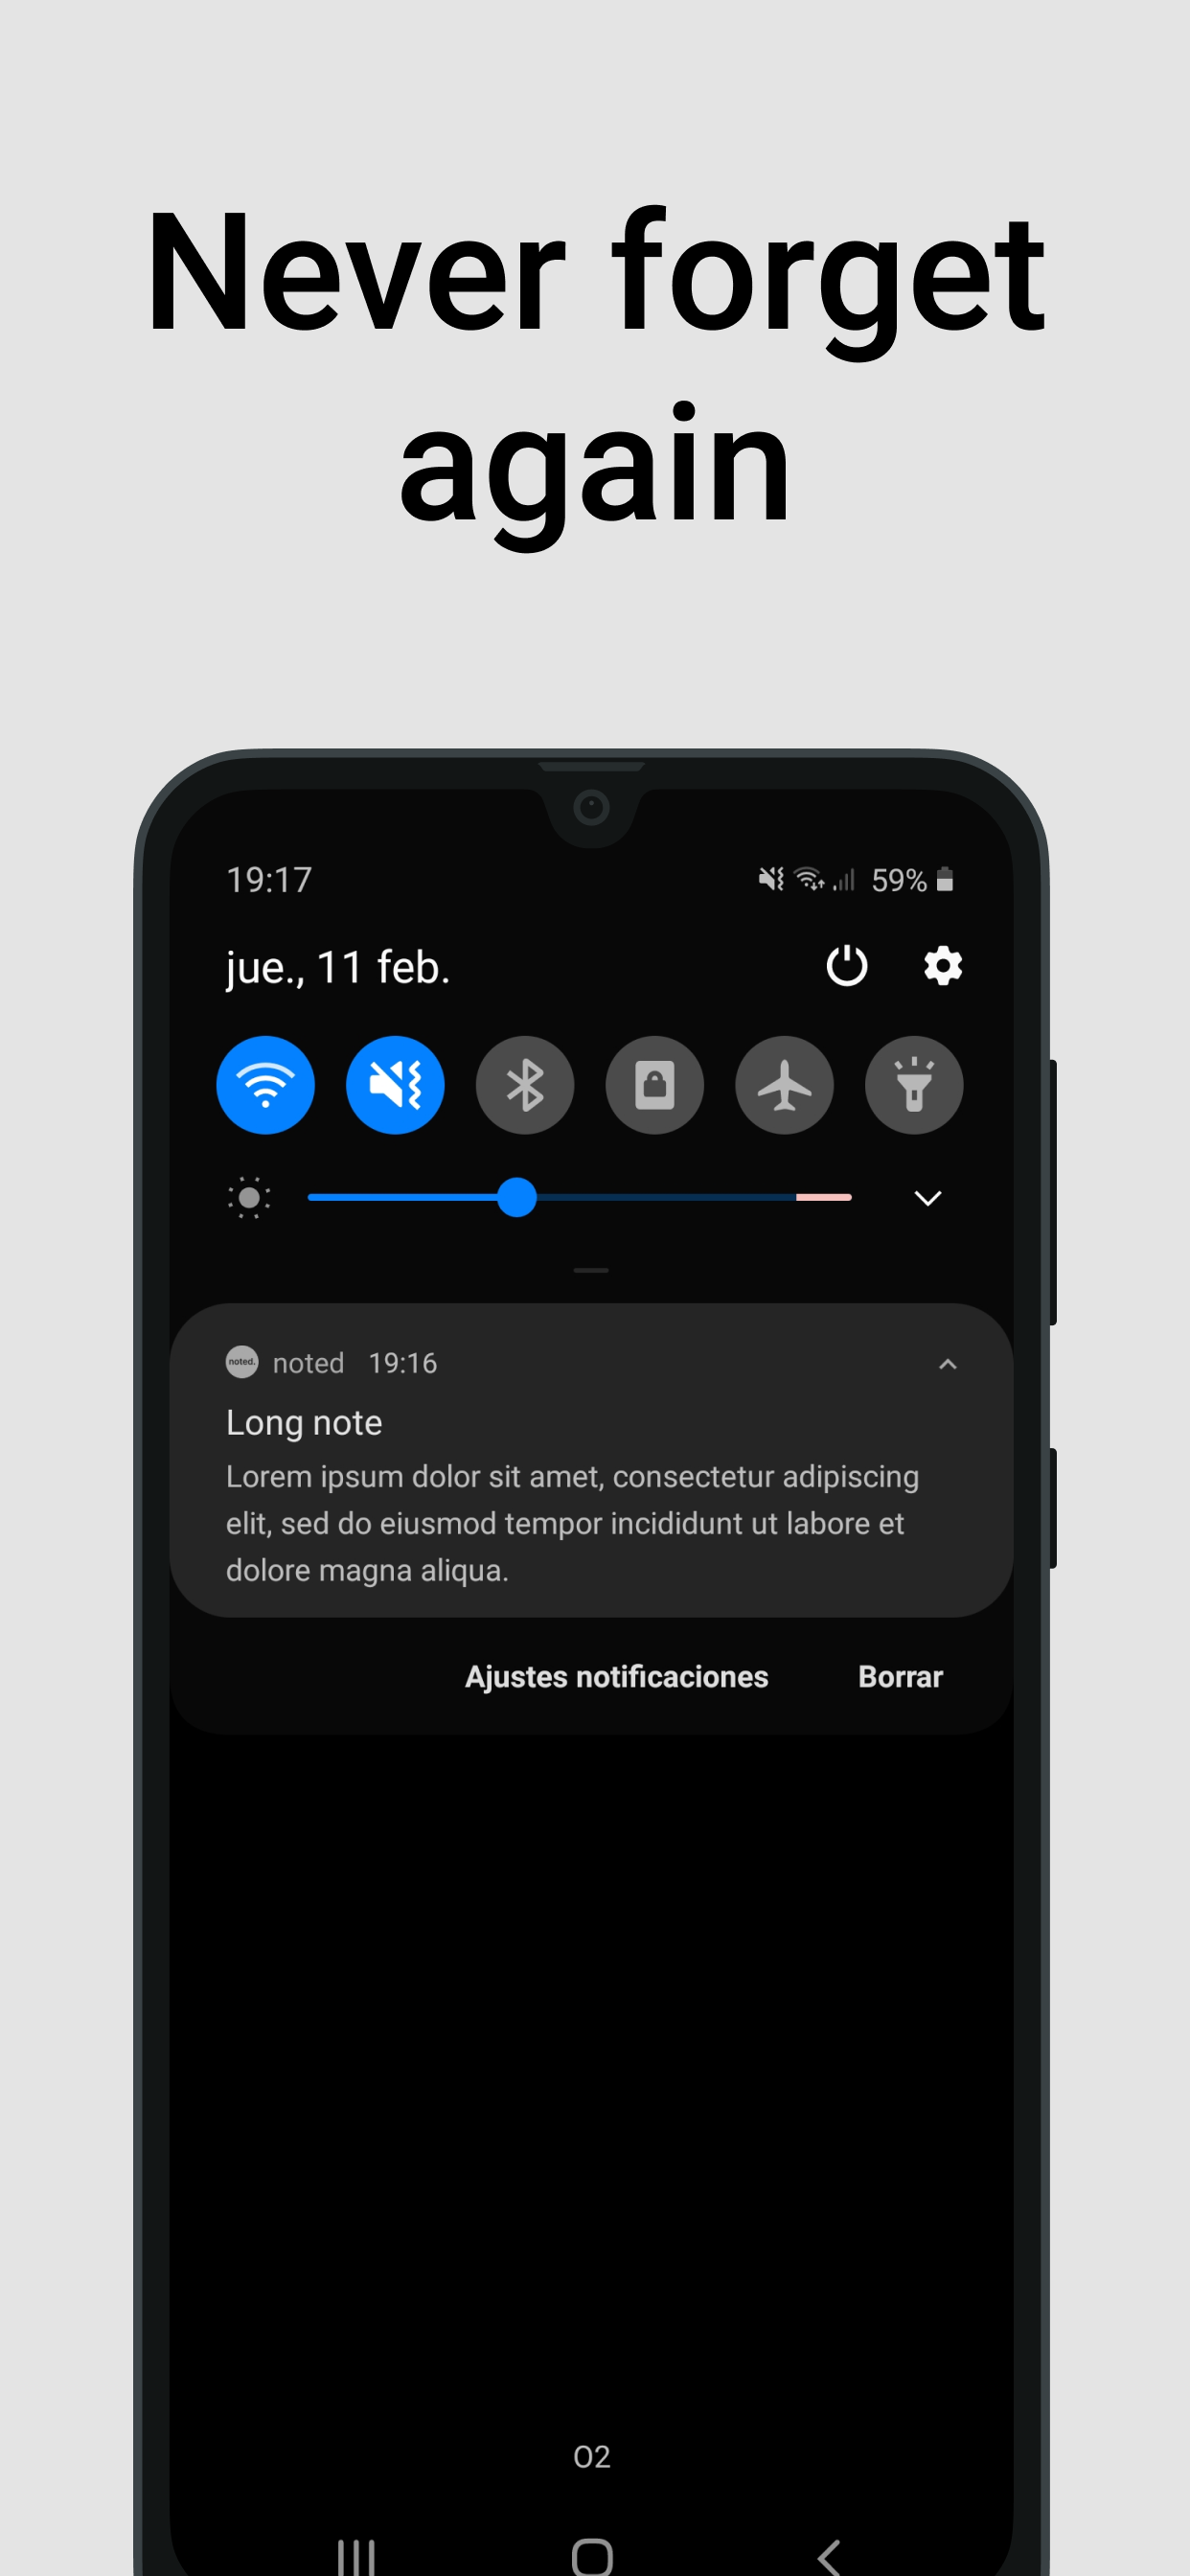 Never forget
again
19:17 59%
jue., 11 feb.
noted. noted 19:16
Long note
Lorem ipsum dolor sit amet, consectetur adipiscing
elit, sed do eiusmod tempor incididunt ut labore et
dolore magna aliqua.
Ajustes notificaciones Borrar
O2